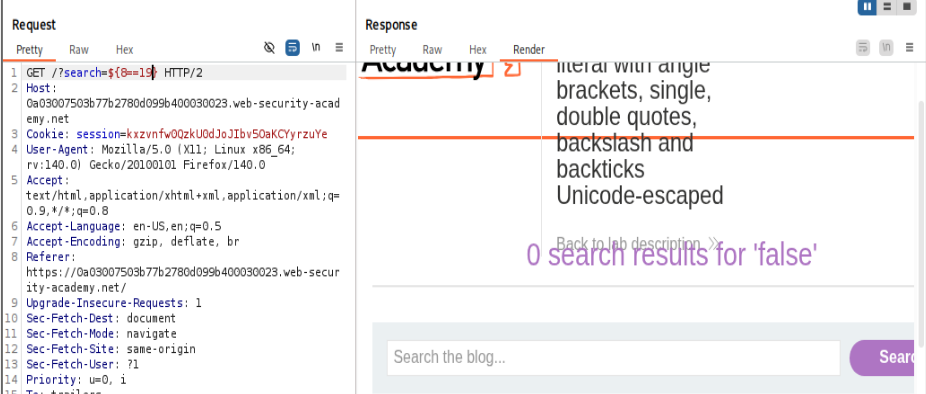 Request
Pretty Raw Hex \n
1 GET /?search=${8==19} HTTP/2
2 Host:
0a03007503b77b2780d099b400030023.web-security-acad
emy.net
3 Cookie: session=kxzvnfw0QzkU0dJoJIbv5OaKCYyrzuYe
4 User-Agent: Mozilla/5.0 (X11; Linux x86_64;
rv:140.0) Gecko/20100101 Firefox/140.0
5 Accept:
text/html,application/xhtml+xml,application/xml;q=
0.9,*/*;q=0.8
6 Accept-Language: en-US,en;q=0.5
7 Accept-Encoding: gzip, deflate, br
8 Referer:
https://0a03007503b77b2780d099b400030023.web-secur
ity-academy.net/
9 Upgrade-Insecure-Requests: 1
10 Sec-Fetch-Dest: document
11 Sec-Fetch-Mode: navigate
12 Sec-Fetch-Site: same-origin
13 Sec-Fetch-User: ?1
14 Priority: u=0, i
Response
Pretty Raw Hex Render \n
Academy
literal with angle
brackets, single,
double quotes,
backslash and
backticks
Unicode-escaped
Back to lab description
0 search results for 'false'
Search the blog...
Searc